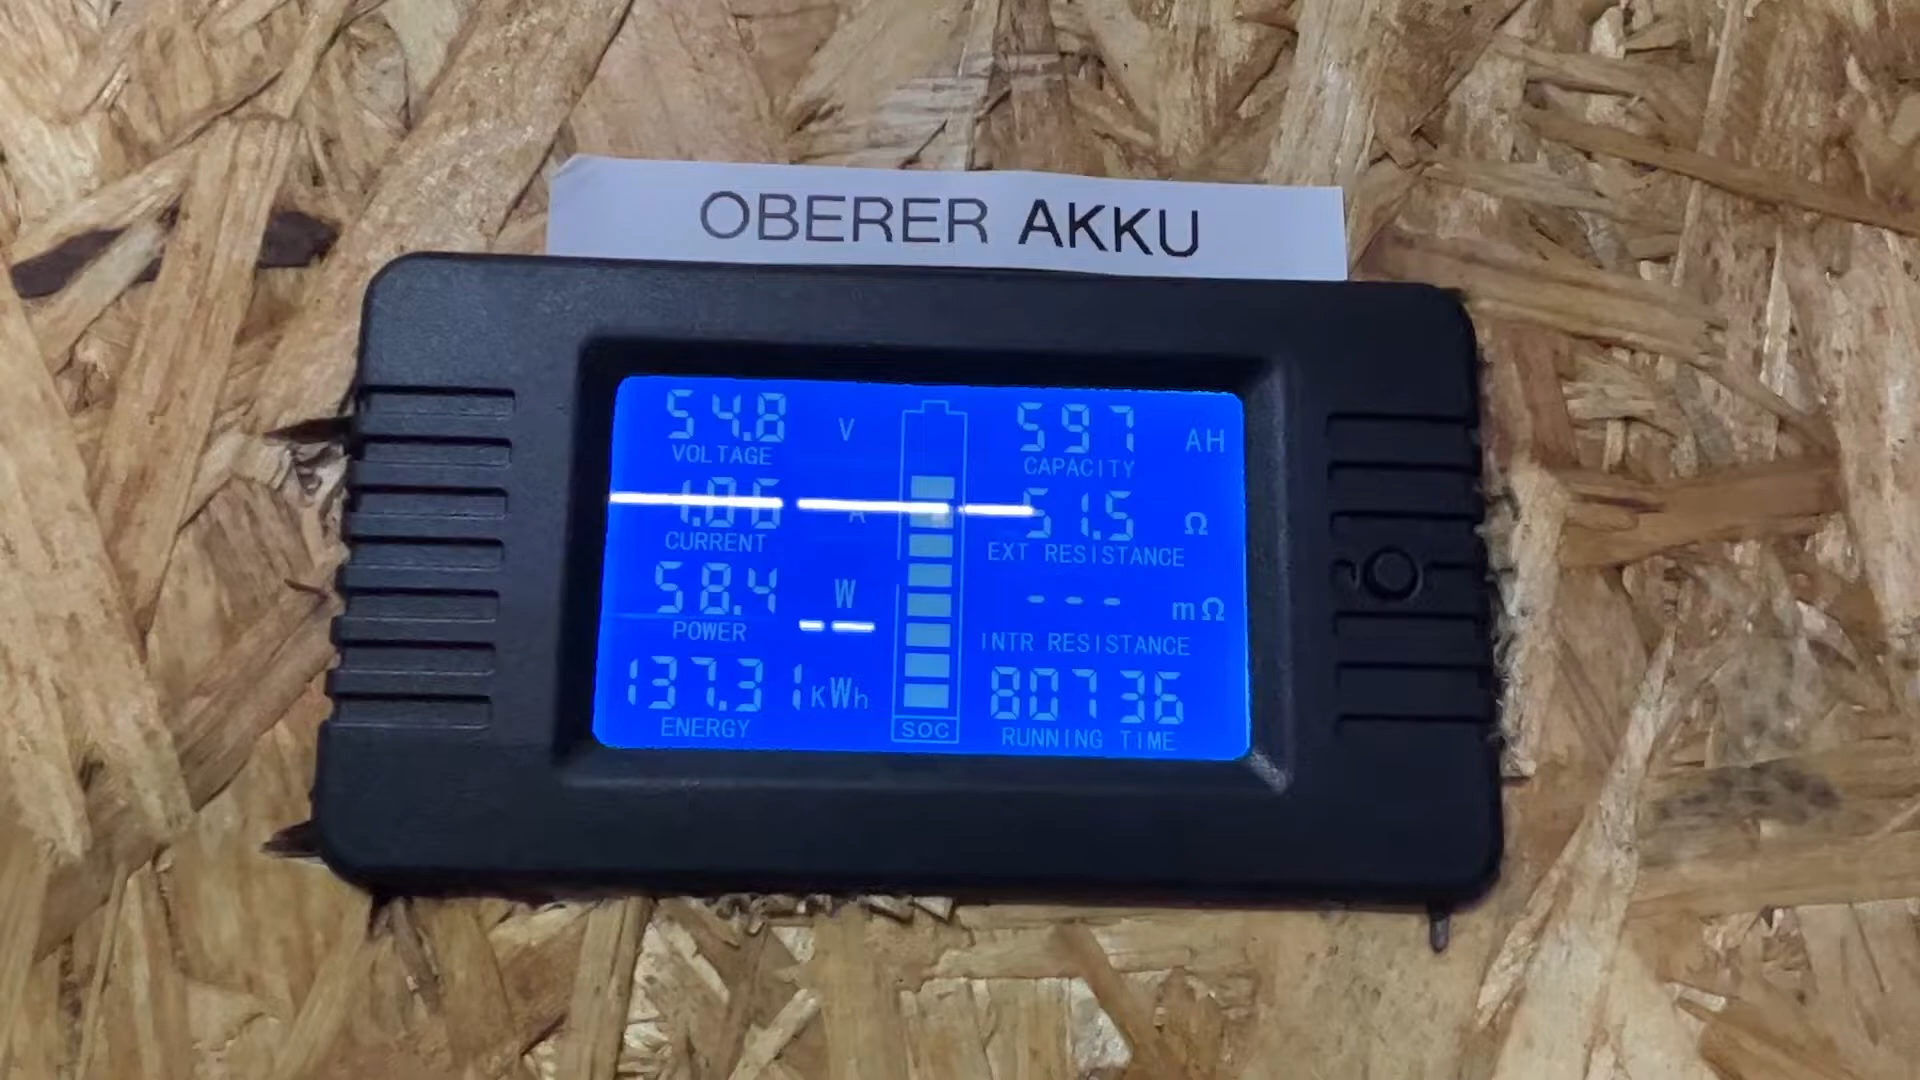 OBERER AKKU
54.8 V
VOLTAGE
1.06 A
CURRENT
58.4 W
POWER
137.31 KWh
ENERGY
SOC
597 AH
CAPACITY
51.5 Ω
EXT RESISTANCE
--- mΩ
INTR RESISTANCE
80736
RUNNING TIME